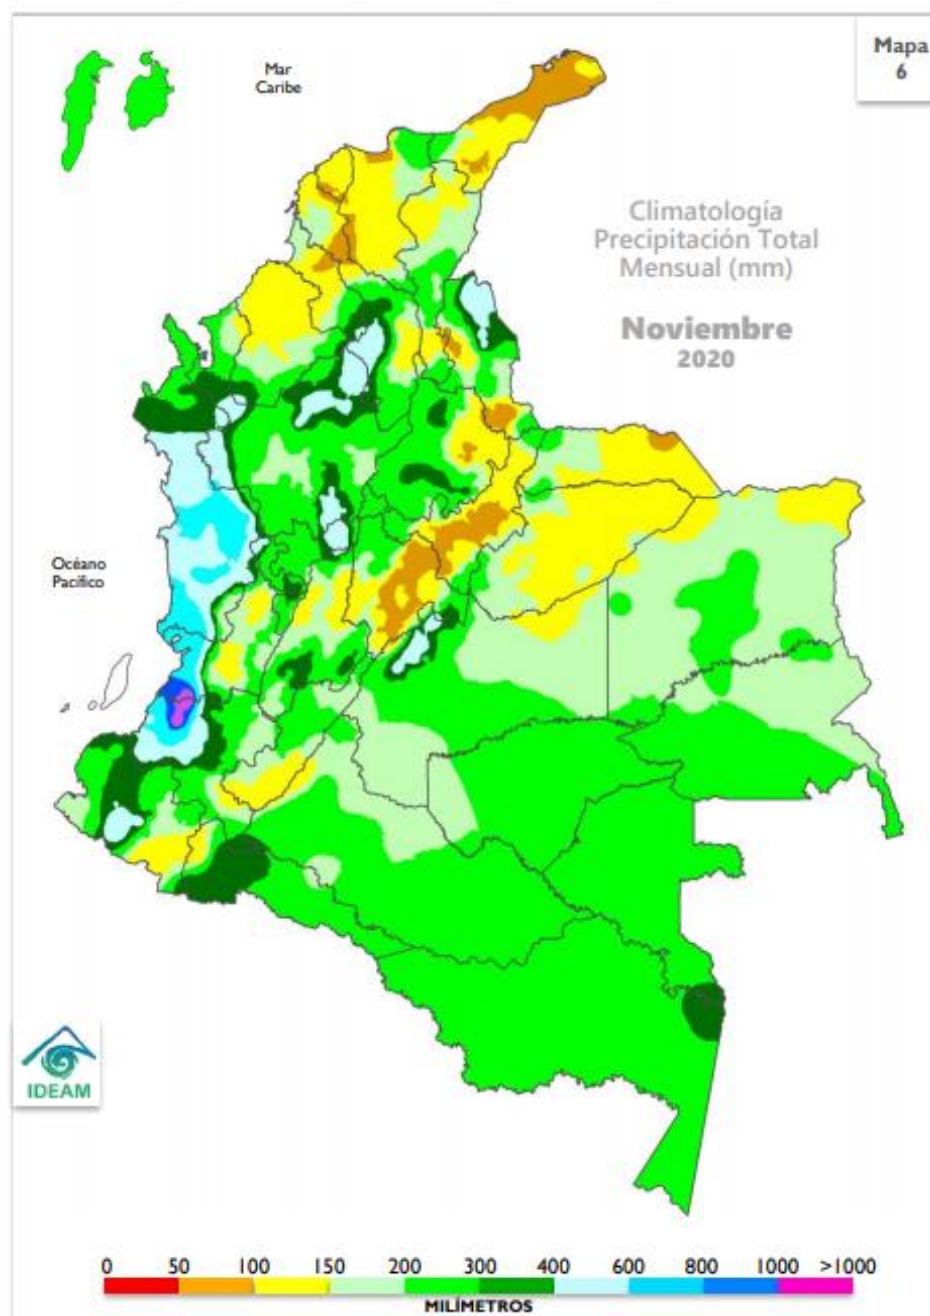 Mapa
6
Mar
Caribe
Climatología
Precipitación Total
Mensual (mm)
Noviembre
2020
Océano
Pacífico
IDEAM
0 50 100 150 200 300 400 600 800 1000 >1000
MILÍMETROS